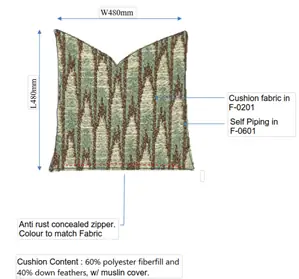 W480mm
L480mm
Cushion fabric in
F-0201
Self Piping in
F-0601
Anti rust concealed zipper.
Colour to match Fabric
Cushion Content : 60% polyester fiberfill and
40% down feathers, w/ muslin cover.